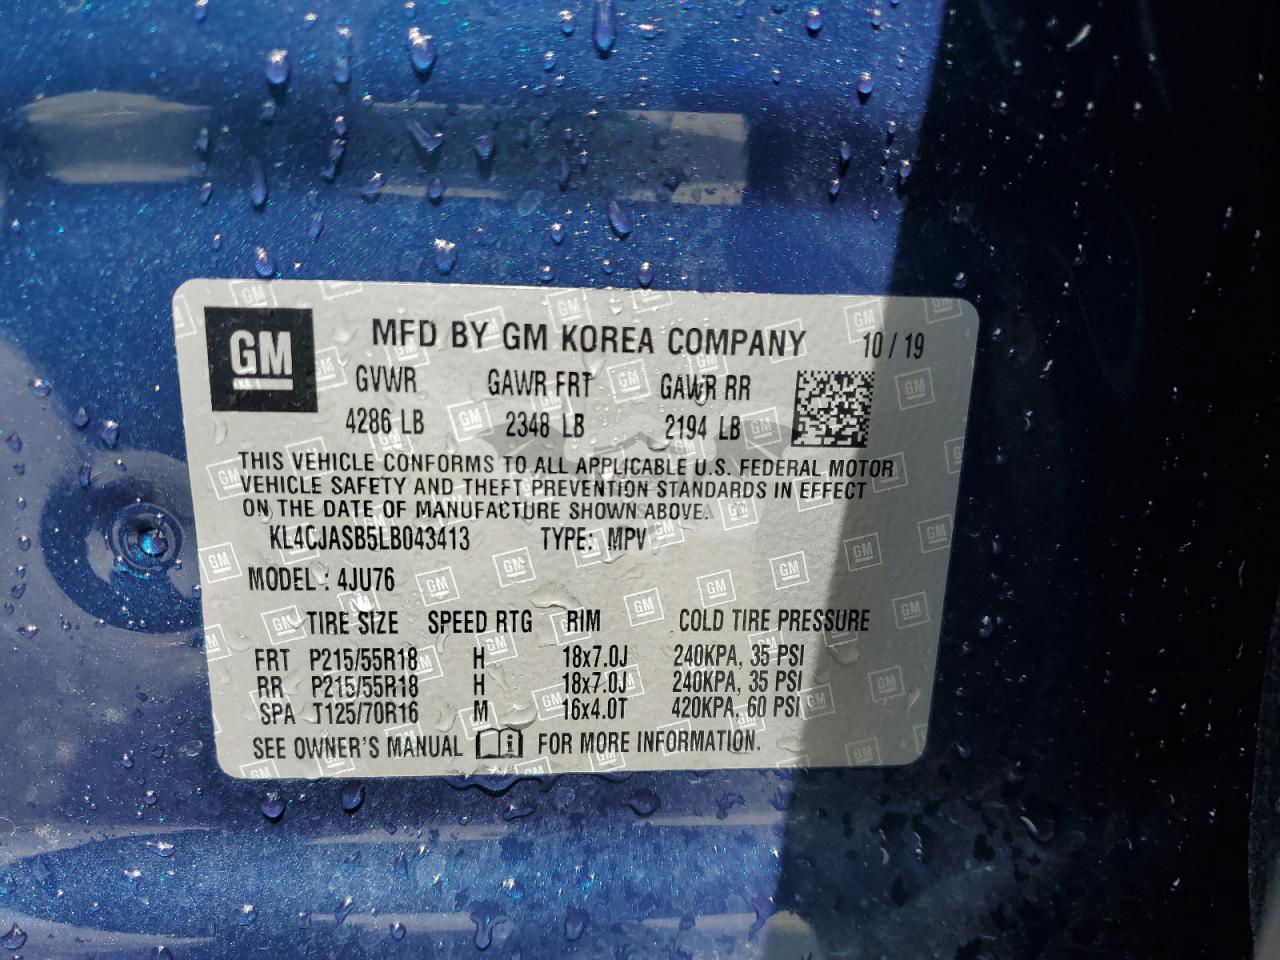 GM
MFD BY GM KOREA COMPANY 10 / 19
GVWR GAWR FRT GAWR RR
4286 LB 2348 LB 2194 LB
THIS VEHICLE CONFORMS TO ALL APPLICABLE U.S. FEDERAL MOTOR
VEHICLE SAFETY AND THEFT PREVENTION STANDARDS IN EFFECT
ON THE DATE OF MANUFACTURE SHOWN ABOVE.
KL4CJASB5LB043413 TYPE: MPV
MODEL : 4JU76
TIRE SIZE SPEED RTG RIM COLD TIRE PRESSURE
FRT P215/55R18 H 18x7.0J 240KPA, 35 PSI
RR P215/55R18 H 18x7.0J 240KPA, 35 PSI
SPA T125/70R16 M 16x4.0T 420KPA, 60 PSI
SEE OWNER'S MANUAL FOR MORE INFORMATION.